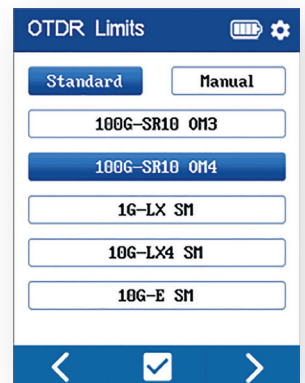 OTDR Limits
Standard Manual
100G-SR10 OM3
100G-SR10 OM4
1G-LX SM
10G-LX4 SM
10G-E SM